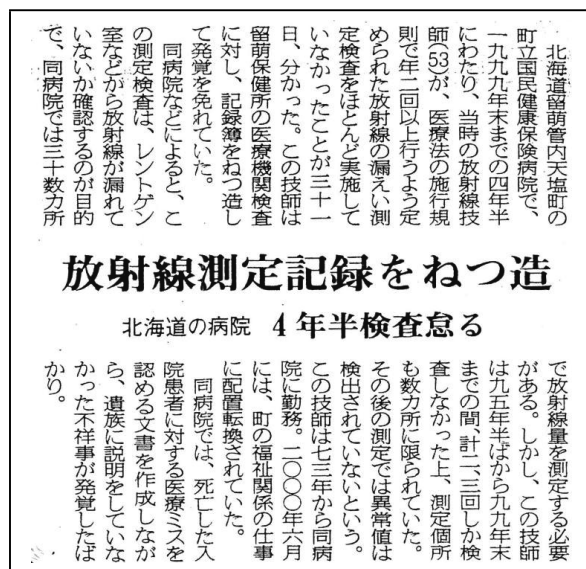 放射線測定記録をねつ造
北海道の病院 4年半検査怠る
北海道留萌管内天塩町の
町立国民健康保険病院で、
一九九九年末までの四年半
にわたり、当時の放射線技
師(53)が、医療法の施行規
則で年二回以上行うよう定
められた放射線の漏えい測
定検査をほとんど実施して
いなかったことが三十一
日、分かった。この技師は
留萌保健所の医療機関検査
に対し、記録簿をねつ造し
て発覚を免れていた。
同病院などによると、こ
の測定検査は、レントゲン
室などがら放射線が漏れて
いないか確認するのが目的
で、同病院では三十数カ所
で放射線量を測定する必要
がある。しかし、この技師
は九五年半ばから九九年末
までの間、計二、三回しか検
査しなかった上、測定個所
も数カ所に限られていた。
その後の測定では異常値は
検出されていないという。
この技師は七三年から同病
院に勤務。二〇〇〇年六月
には、町の福祉関係の仕事
に配置転換されていた。
同病院では、死亡した入
院患者に対する医療ミスを
認める文書を作成しなが
ら、遺族に説明をしていな
かった不祥事が発覚したば
かり。